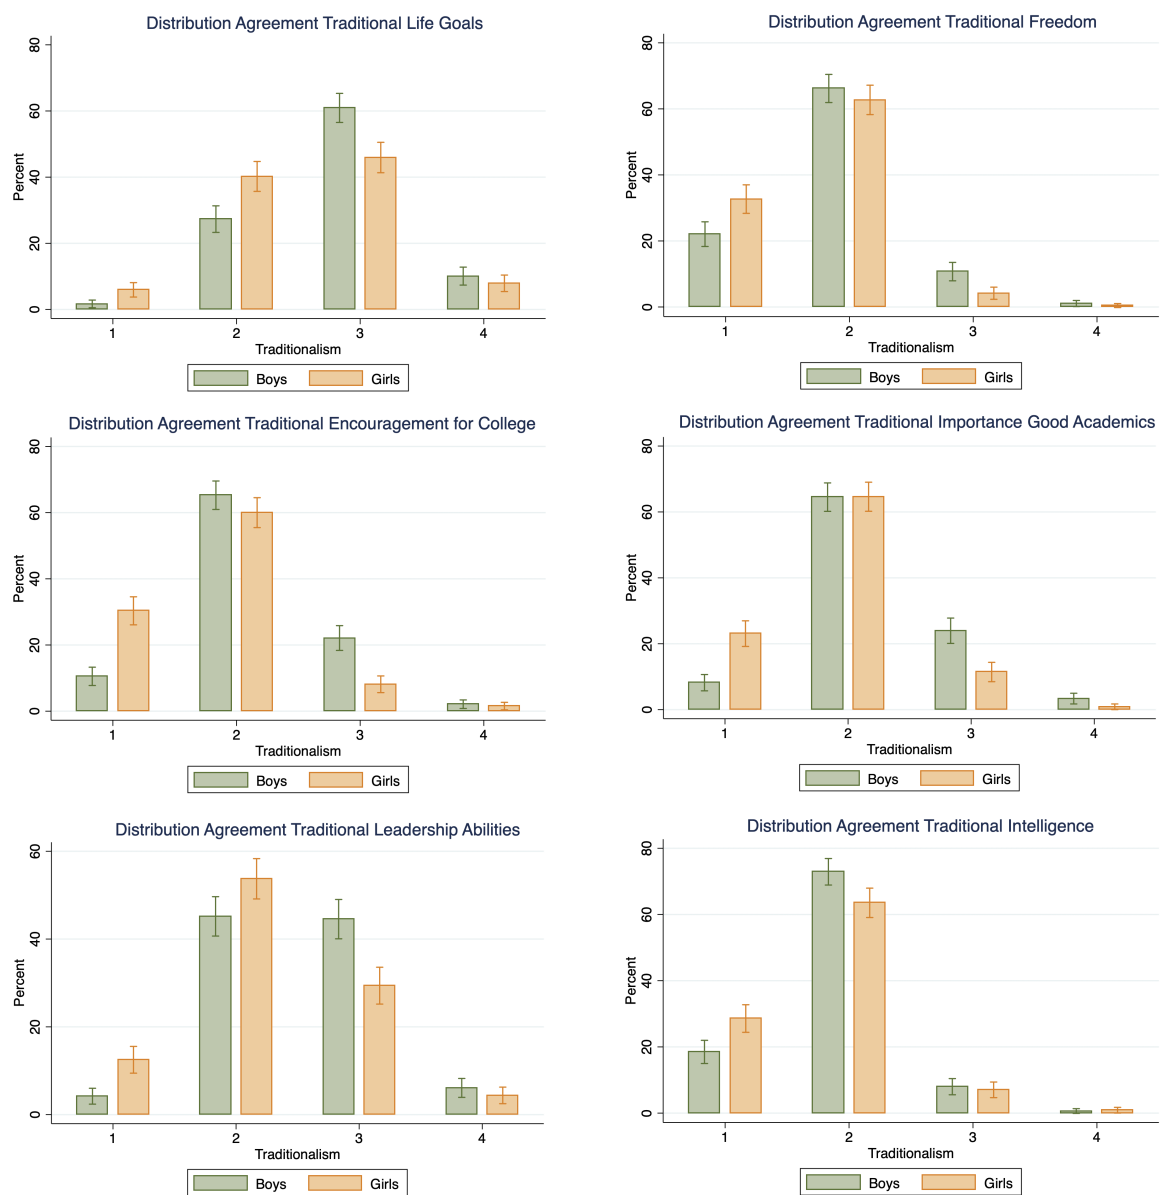 Distribution Agreement Traditional Life Goals
80
60
40
20
0
Percent
1 2 3 4
Traditionalism
Boys Girls
Distribution Agreement Traditional Freedom
80
60
40
20
0
Percent
1 2 3 4
Traditionalism
Boys Girls
Distribution Agreement Traditional Encouragement for College
80
60
40
20
0
Percent
1 2 3 4
Traditionalism
Boys Girls
Distribution Agreement Traditional Importance Good Academics
80
60
40
20
0
Percent
1 2 3 4
Traditionalism
Boys Girls
Distribution Agreement Traditional Leadership Abilities
60
40
20
0
Percent
1 2 3 4
Traditionalism
Boys Girls
Distribution Agreement Traditional Intelligence
80
60
40
20
0
Percent
1 2 3 4
Traditionalism
Boys Girls